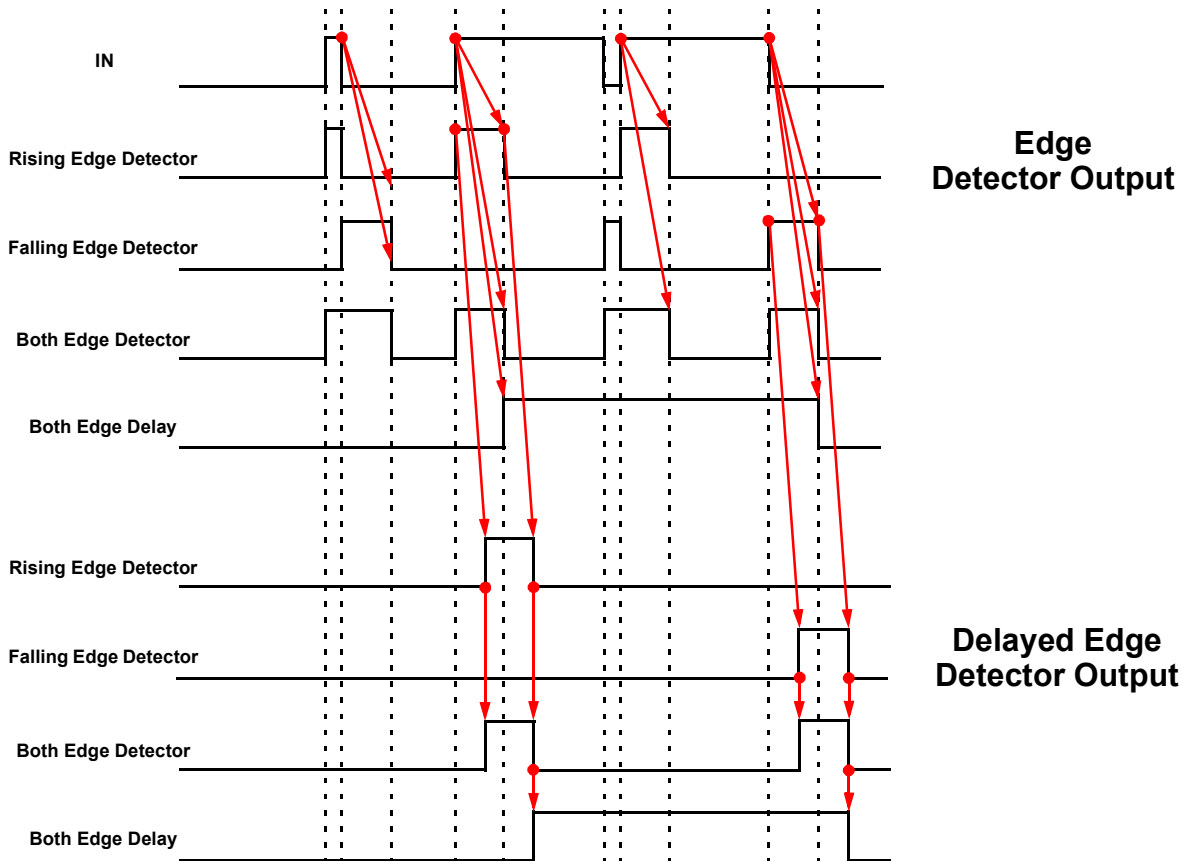 IN
Rising Edge Detector
Falling Edge Detector
Both Edge Detector
Both Edge Delay
Edge
Detector Output
Rising Edge Detector
Falling Edge Detector
Both Edge Detector
Both Edge Delay
Delayed Edge
Detector Output